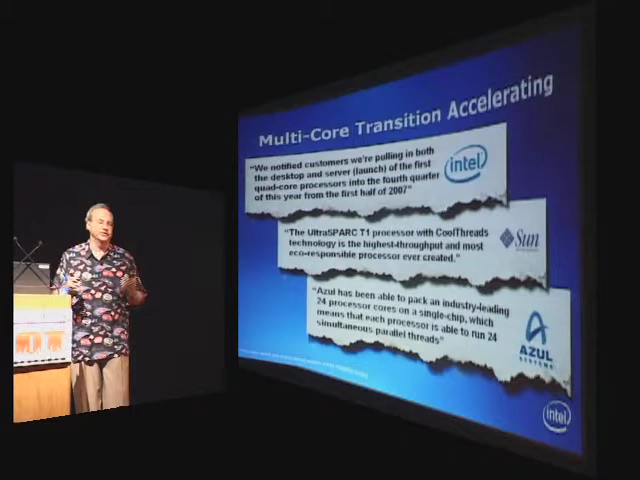 Multi-Core Transition Accelerating
"We notified customers we're pulling in both
the desktop and server (launch) of the first
quad-core processors into the fourth quarter
of this year from the first half of 2007"
intel
"The UltraSPARC T1 processor with CoolThreads
technology is the highest-throughput and most
eco-responsible processor ever created."
Sun
"Azul has been able to pack an industry-leading
24 processor cores on a single-chip, which
means that each processor is able to run 24
simultaneous parallel threads"
AZUL
SYSTEMS
intel